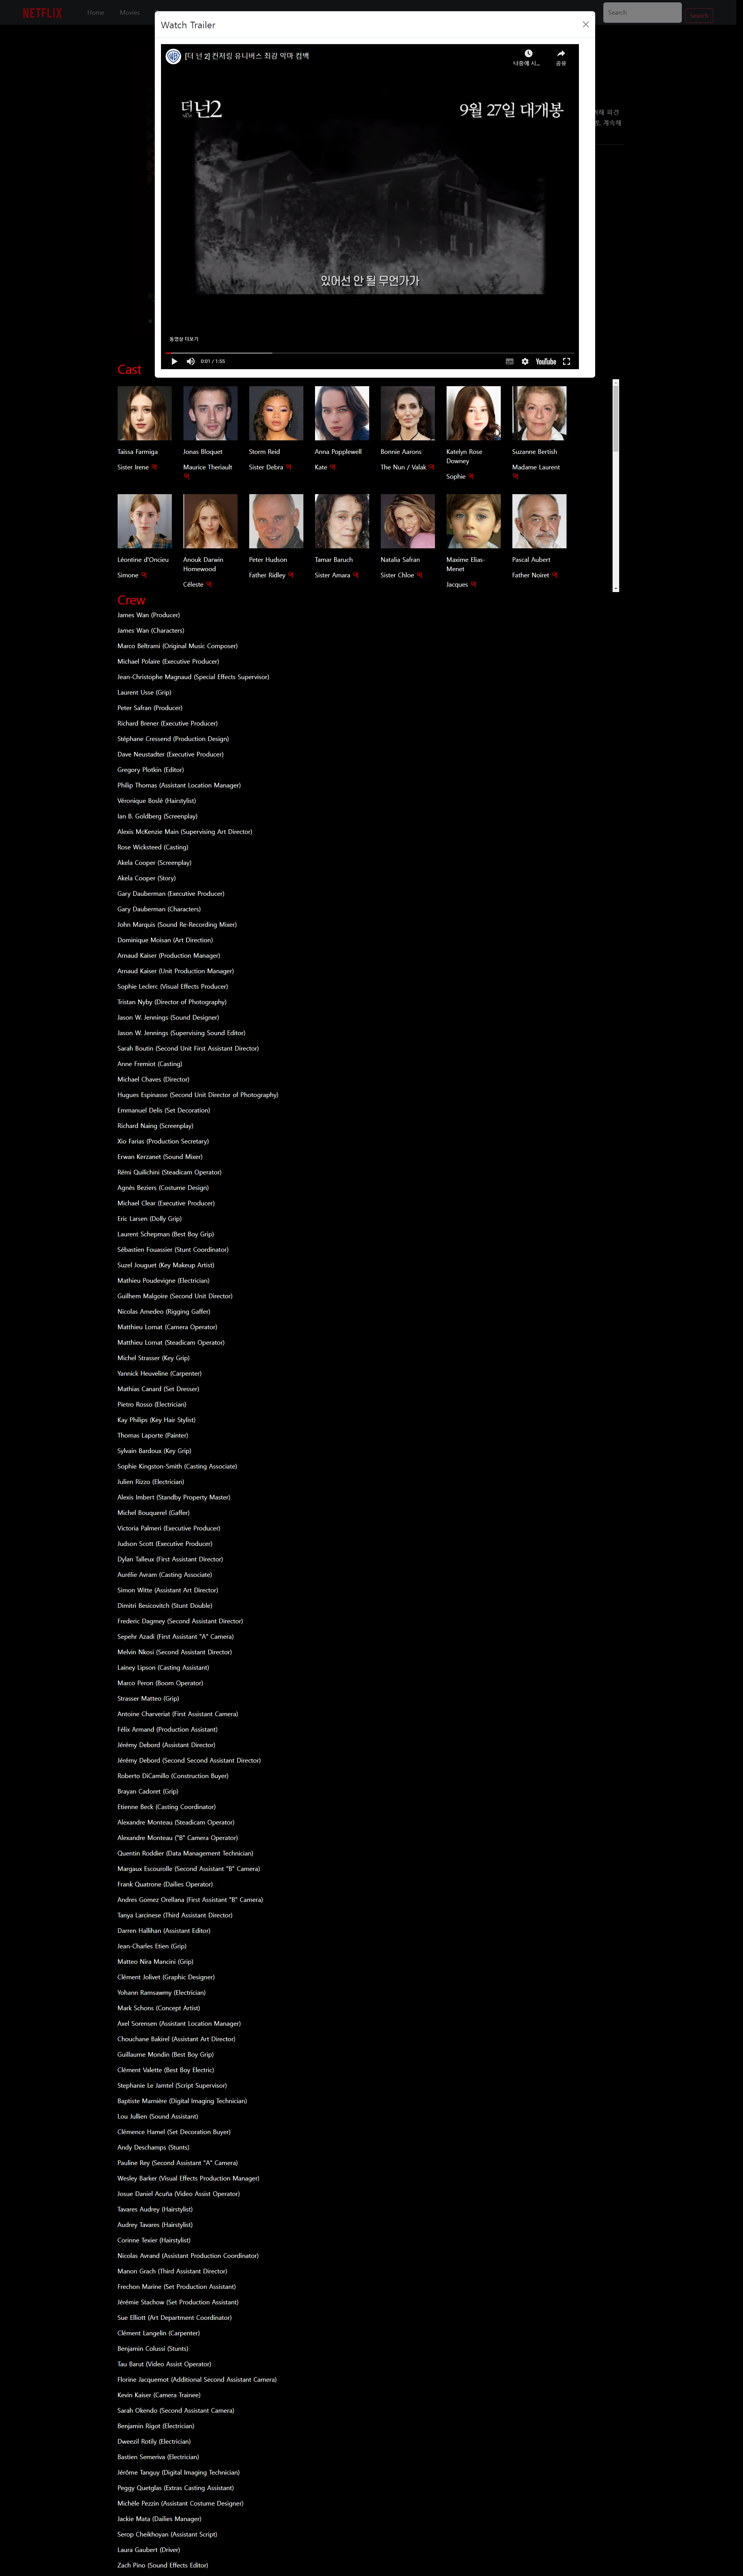 NETFLIX
Home
Movies
Search
Search
Watch Trailer
[더 넌 2] 컨저링 유니버스 최강 악마 컴백
나중에 시...
공유
더넌2
9월 27일 대개봉
있어선 안 될 무언가가
동영상 더보기
0:01 / 1:55
YouTube
Cast
Taissa Farmiga
Sister Irene 역
Jonas Bloquet
Maurice Theriault
역
Storm Reid
Sister Debra 역
Anna Popplewell
Kate 역
Bonnie Aarons
The Nun / Valak 역
Katelyn Rose
Downey
Sophie 역
Suzanne Bertish
Madame Laurent
역
Léontine d'Oncieu
Simone 역
Anouk Darwin
Homewood
Céleste 역
Peter Hudson
Father Ridley 역
Tamar Baruch
Sister Amara 역
Natalia Safran
Sister Chloe 역
Maxime Elias-
Menet
Jacques 역
Pascal Aubert
Father Noiret 역
Crew
James Wan (Producer)
James Wan (Characters)
Marco Beltrami (Original Music Composer)
Michael Polaire (Executive Producer)
Jean-Christophe Magnaud (Special Effects Supervisor)
Laurent Usse (Grip)
Peter Safran (Producer)
Richard Brener (Executive Producer)
Stéphane Cressend (Production Design)
Dave Neustadter (Executive Producer)
Gregory Plotkin (Editor)
Philip Thomas (Assistant Location Manager)
Véronique Boslé (Hairstylist)
Ian B. Goldberg (Screenplay)
Alexis McKenzie Main (Supervising Art Director)
Rose Wicksteed (Casting)
Akela Cooper (Screenplay)
Akela Cooper (Story)
Gary Dauberman (Executive Producer)
Gary Dauberman (Characters)
John Marquis (Sound Re-Recording Mixer)
Dominique Moisan (Art Direction)
Arnaud Kaiser (Production Manager)
Arnaud Kaiser (Unit Production Manager)
Sophie Leclerc (Visual Effects Producer)
Tristan Nyby (Director of Photography)
Jason W. Jennings (Sound Designer)
Jason W. Jennings (Supervising Sound Editor)
Sarah Boutin (Second Unit First Assistant Director)
Anne Fremiot (Casting)
Michael Chaves (Director)
Hugues Espinasse (Second Unit Director of Photography)
Emmanuel Delis (Set Decoration)
Richard Naing (Screenplay)
Xio Farias (Production Secretary)
Erwan Kerzanet (Sound Mixer)
Rémi Quilichini (Steadicam Operator)
Agnès Beziers (Costume Design)
Michael Clear (Executive Producer)
Eric Larsen (Dolly Grip)
Laurent Schepman (Best Boy Grip)
Sébastien Fouassier (Stunt Coordinator)
Suzel Jouguet (Key Makeup Artist)
Mathieu Poudevigne (Electrician)
Guilhem Malgoire (Second Unit Director)
Nicolas Amedeo (Rigging Gaffer)
Matthieu Lornat (Camera Operator)
Matthieu Lornat (Steadicam Operator)
Michel Strasser (Key Grip)
Yannick Heuveline (Carpenter)
Mathias Canard (Set Dresser)
Pietro Rosso (Electrician)
Kay Philips (Key Hair Stylist)
Thomas Laporte (Painter)
Sylvain Bardoux (Key Grip)
Sophie Kingston-Smith (Casting Associate)
Julien Rizzo (Electrician)
Alexis Imbert (Standby Property Master)
Michel Bouquerel (Gaffer)
Victoria Palmeri (Executive Producer)
Judson Scott (Executive Producer)
Dylan Talleux (First Assistant Director)
Aurélie Avram (Casting Associate)
Simon Witte (Assistant Art Director)
Dimitri Besicovitch (Stunt Double)
Frederic Dagmey (Second Assistant Director)
Sepehr Azadi (First Assistant "A" Camera)
Melvin Nkosi (Second Assistant Director)
Lainey Lipson (Casting Assistant)
Marco Peron (Boom Operator)
Strasser Matteo (Grip)
Antoine Charveriat (First Assistant Camera)
Félix Armand (Production Assistant)
Jérémy Debord (Assistant Director)
Jérémy Debord (Second Second Assistant Director)
Roberto DiCamillo (Construction Buyer)
Brayan Cadoret (Grip)
Etienne Beck (Casting Coordinator)
Alexandre Monteau (Steadicam Operator)
Alexandre Monteau ("B" Camera Operator)
Quentin Roddier (Data Management Technician)
Margaux Escourolle (Second Assistant "B" Camera)
Frank Quatrone (Dailies Operator)
Andres Gomez Orellana (First Assistant "B" Camera)
Tanya Larcinese (Third Assistant Director)
Darren Hallihan (Assistant Editor)
Jean-Charles Etien (Grip)
Matteo Nira Mancini (Grip)
Clément Jolivet (Graphic Designer)
Yohann Ramsawmy (Electrician)
Mark Schons (Concept Artist)
Axel Sorensen (Assistant Location Manager)
Chouchane Bakirel (Assistant Art Director)
Guillaume Mondin (Best Boy Grip)
Clément Valette (Best Boy Electric)
Stephanie Le Jamtel (Script Supervisor)
Baptiste Marnière (Digital Imaging Technician)
Lou Jullien (Sound Assistant)
Clémence Hamel (Set Decoration Buyer)
Andy Deschamps (Stunts)
Pauline Rey (Second Assistant "A" Camera)
Wesley Barker (Visual Effects Production Manager)
Josue Daniel Acuña (Video Assist Operator)
Tavares Audrey (Hairstylist)
Audrey Tavares (Hairstylist)
Corinne Texier (Hairstylist)
Nicolas Avrand (Assistant Production Coordinator)
Manon Grach (Third Assistant Director)
Frechon Marine (Set Production Assistant)
Jérémie Stachow (Set Production Assistant)
Sue Elliott (Art Department Coordinator)
Clément Langelin (Carpenter)
Benjamin Colussi (Stunts)
Tau Barut (Video Assist Operator)
Florine Jacquemot (Additional Second Assistant Camera)
Kevin Kaiser (Camera Trainee)
Sarah Okendo (Second Assistant Camera)
Benjamin Rigot (Electrician)
Dweezil Rotily (Electrician)
Bastien Semeriva (Electrician)
Jérôme Tanguy (Digital Imaging Technician)
Peggy Quetglas (Extras Casting Assistant)
Michèle Pezzin (Assistant Costume Designer)
Jackie Mata (Dailies Manager)
Serop Cheikhoyan (Assistant Script)
Laura Gaubert (Driver)
Zach Pino (Sound Effects Editor)